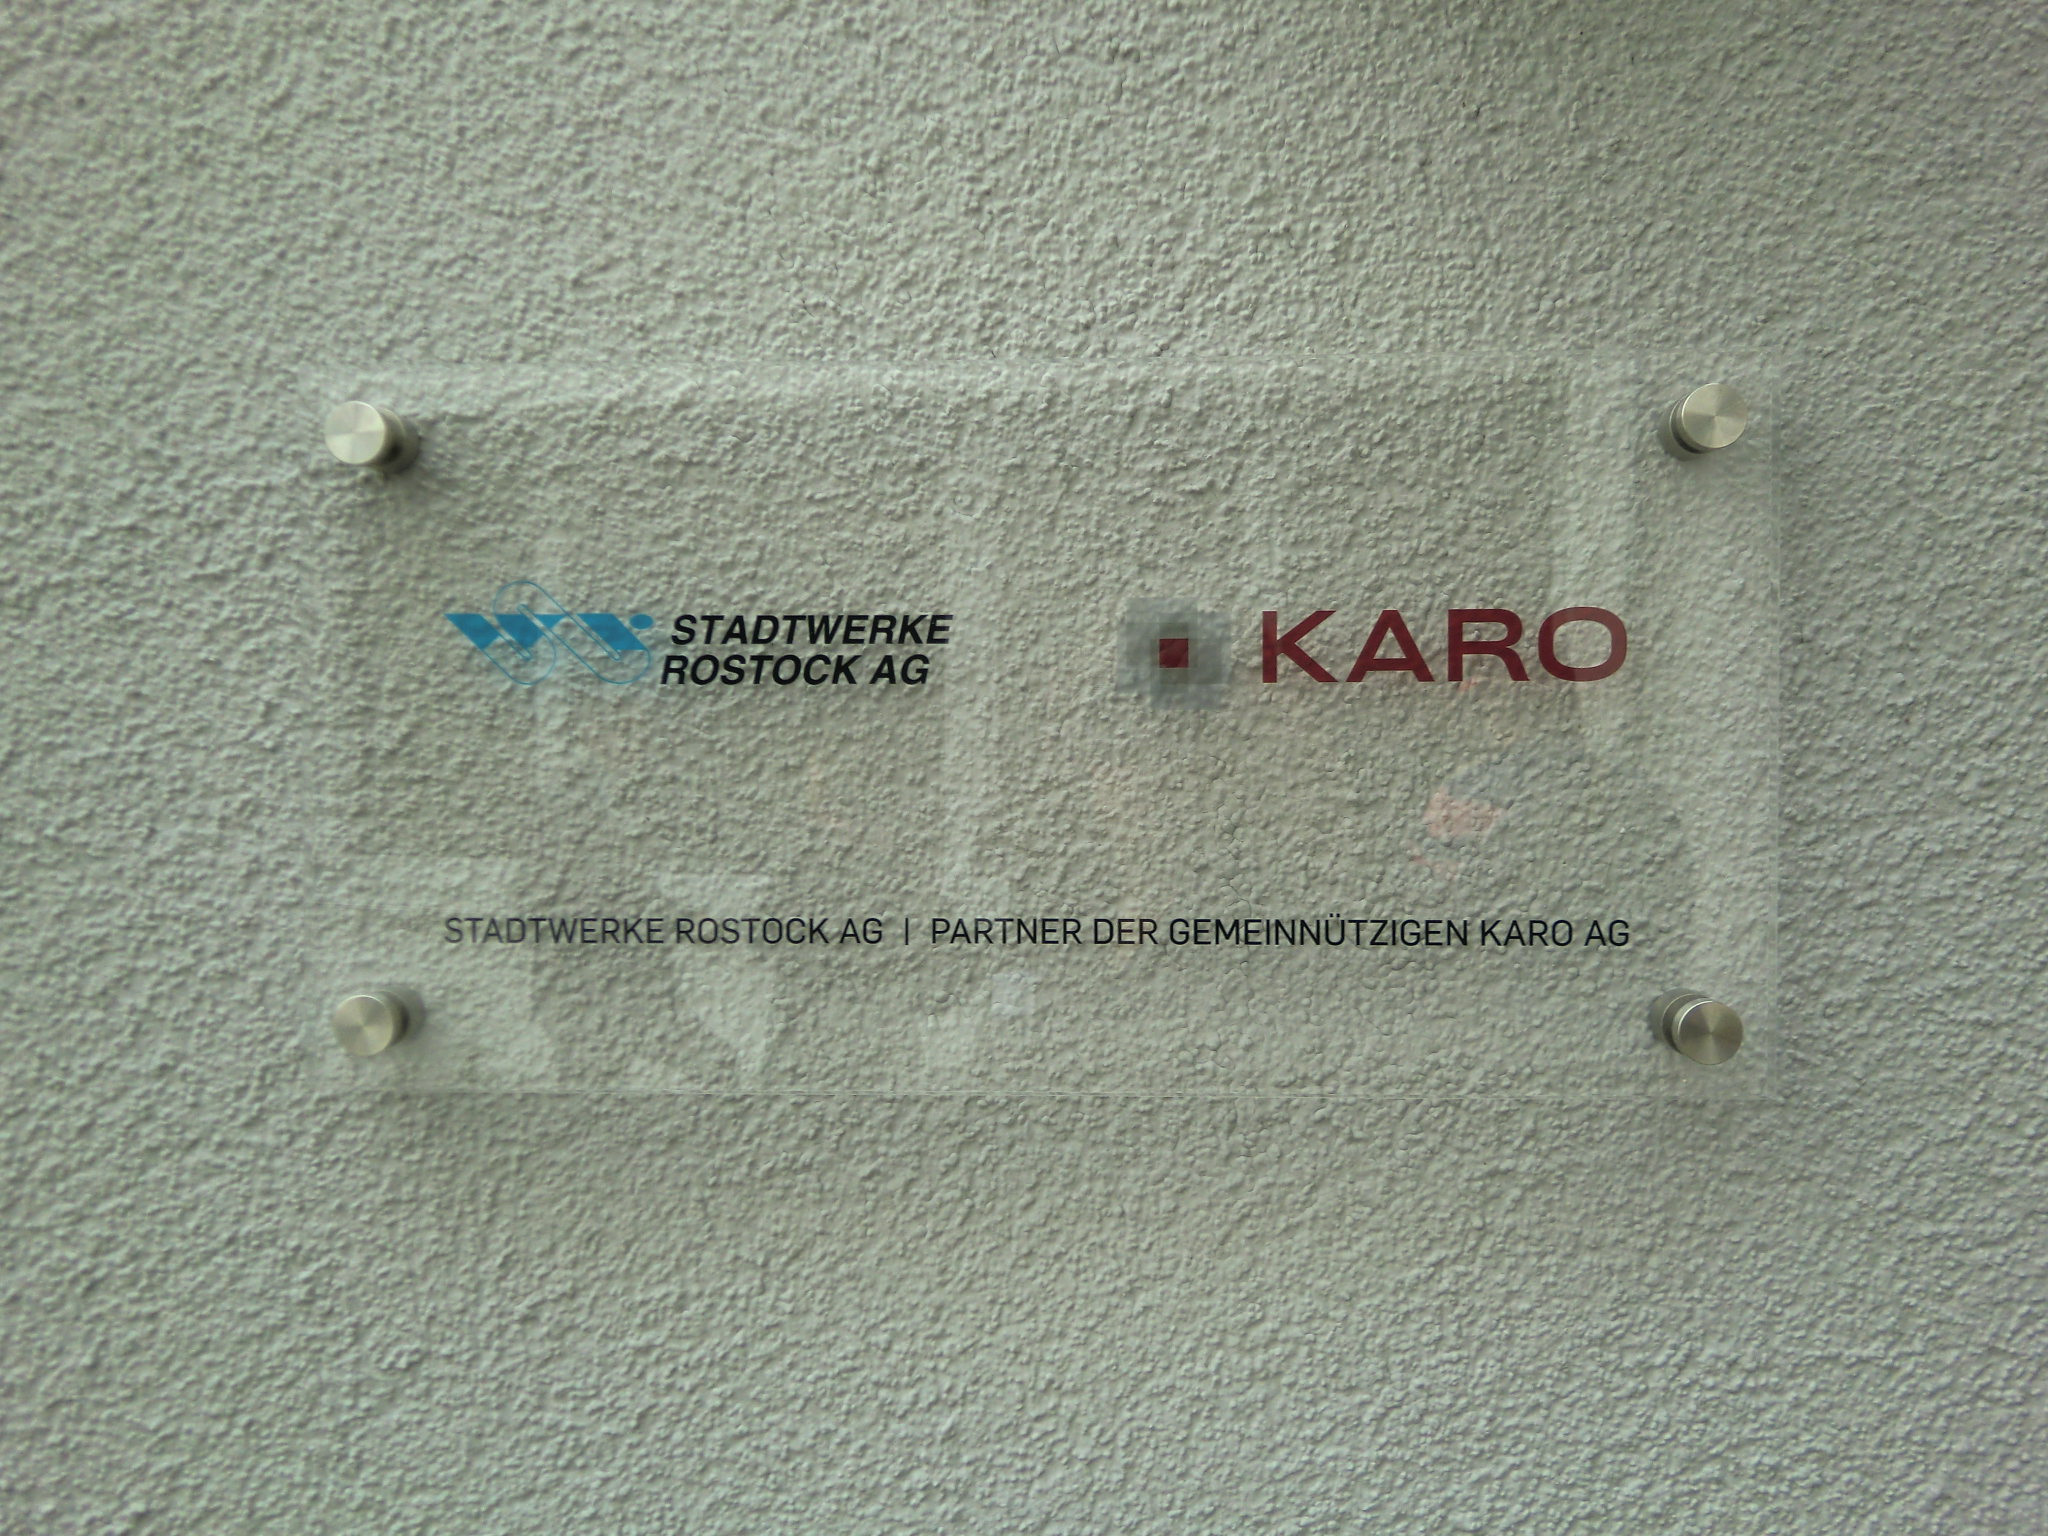 STADTWERKE
ROSTOCK AG
KARO
STADTWERKE ROSTOCK AG | PARTNER DER GEMEINNÜTZIGEN KARO AG